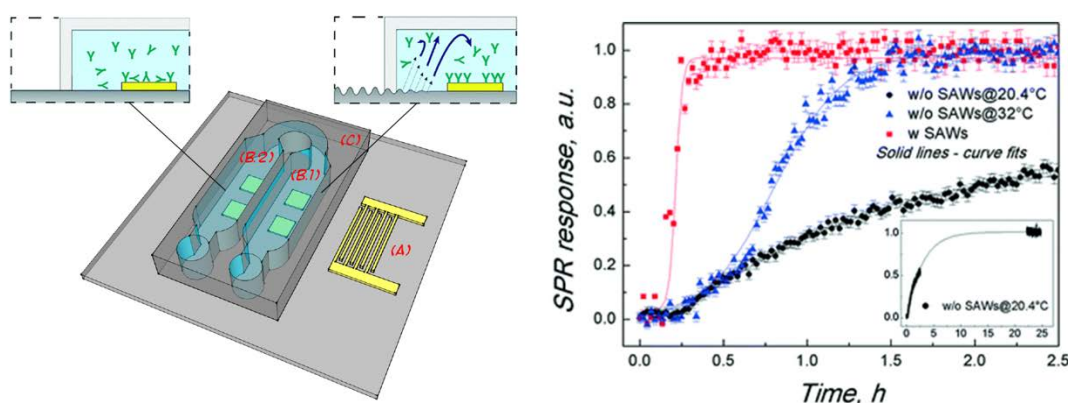 (B.2)
(B.1)
(C)
(A)
SPR response, a.u.
1.0
0.8
0.6
0.4
0.2
0.0
w/o SAWs@20.4°C
w/o SAWs@32°C
w SAWs
Solid lines - curve fits
1.0
0.5
0.0
w/o SAWs@20.4°C
0 5 10 15 20 25
0.0 0.5 1.0 1.5 2.0 2.5
Time, h